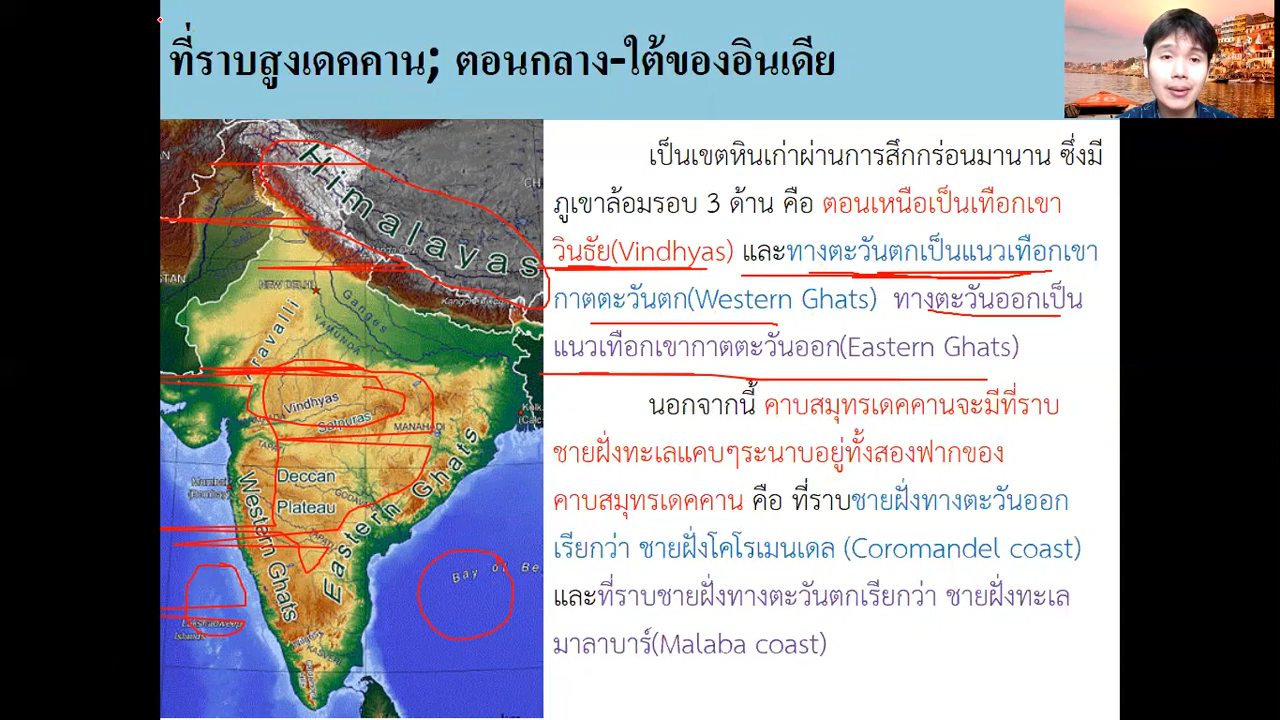 ที่ราบสูงเดคคาน; ตอนกลาง-ใต้ของอินเดีย
เป็นเขตหินเก่าผ่านการสึกกร่อนมานาน ซึ่งมี
ภูเขาล้อมรอบ 3 ด้าน คือ ตอนเหนือเป็นเทือกเขา
วินธัย(Vindhyas) และทางตะวันตกเป็นแนวเทือกเขา
กาตตะวันตก(Western Ghats) ทางตะวันออกเป็น
แนวเทือกเขากาตตะวันออก(Eastern Ghats)
นอกจากนี้ คาบสมุทรเดคคานจะมีที่ราบ
ชายฝั่งทะเลแคบๆระนาบอยู่ทั้งสองฟากของ
คาบสมุทรเดคคาน คือ ที่ราบชายฝั่งทางตะวันออก
เรียกว่า ชายฝั่งโคโรเมนเดล (Coromandel coast)
และที่ราบชายฝั่งทางตะวันตกเรียกว่า ชายฝั่งทะเล
มาลาบาร์(Malaba coast)
Himalayas
NEW DELHI
Ganges
YAMUNA
Aravalli
Vindhyas
Satpuras
MAHANADI
Deccan
Plateau
Western Ghats
Eastern Ghats
Bay of Be
Lakshadweep
Islands